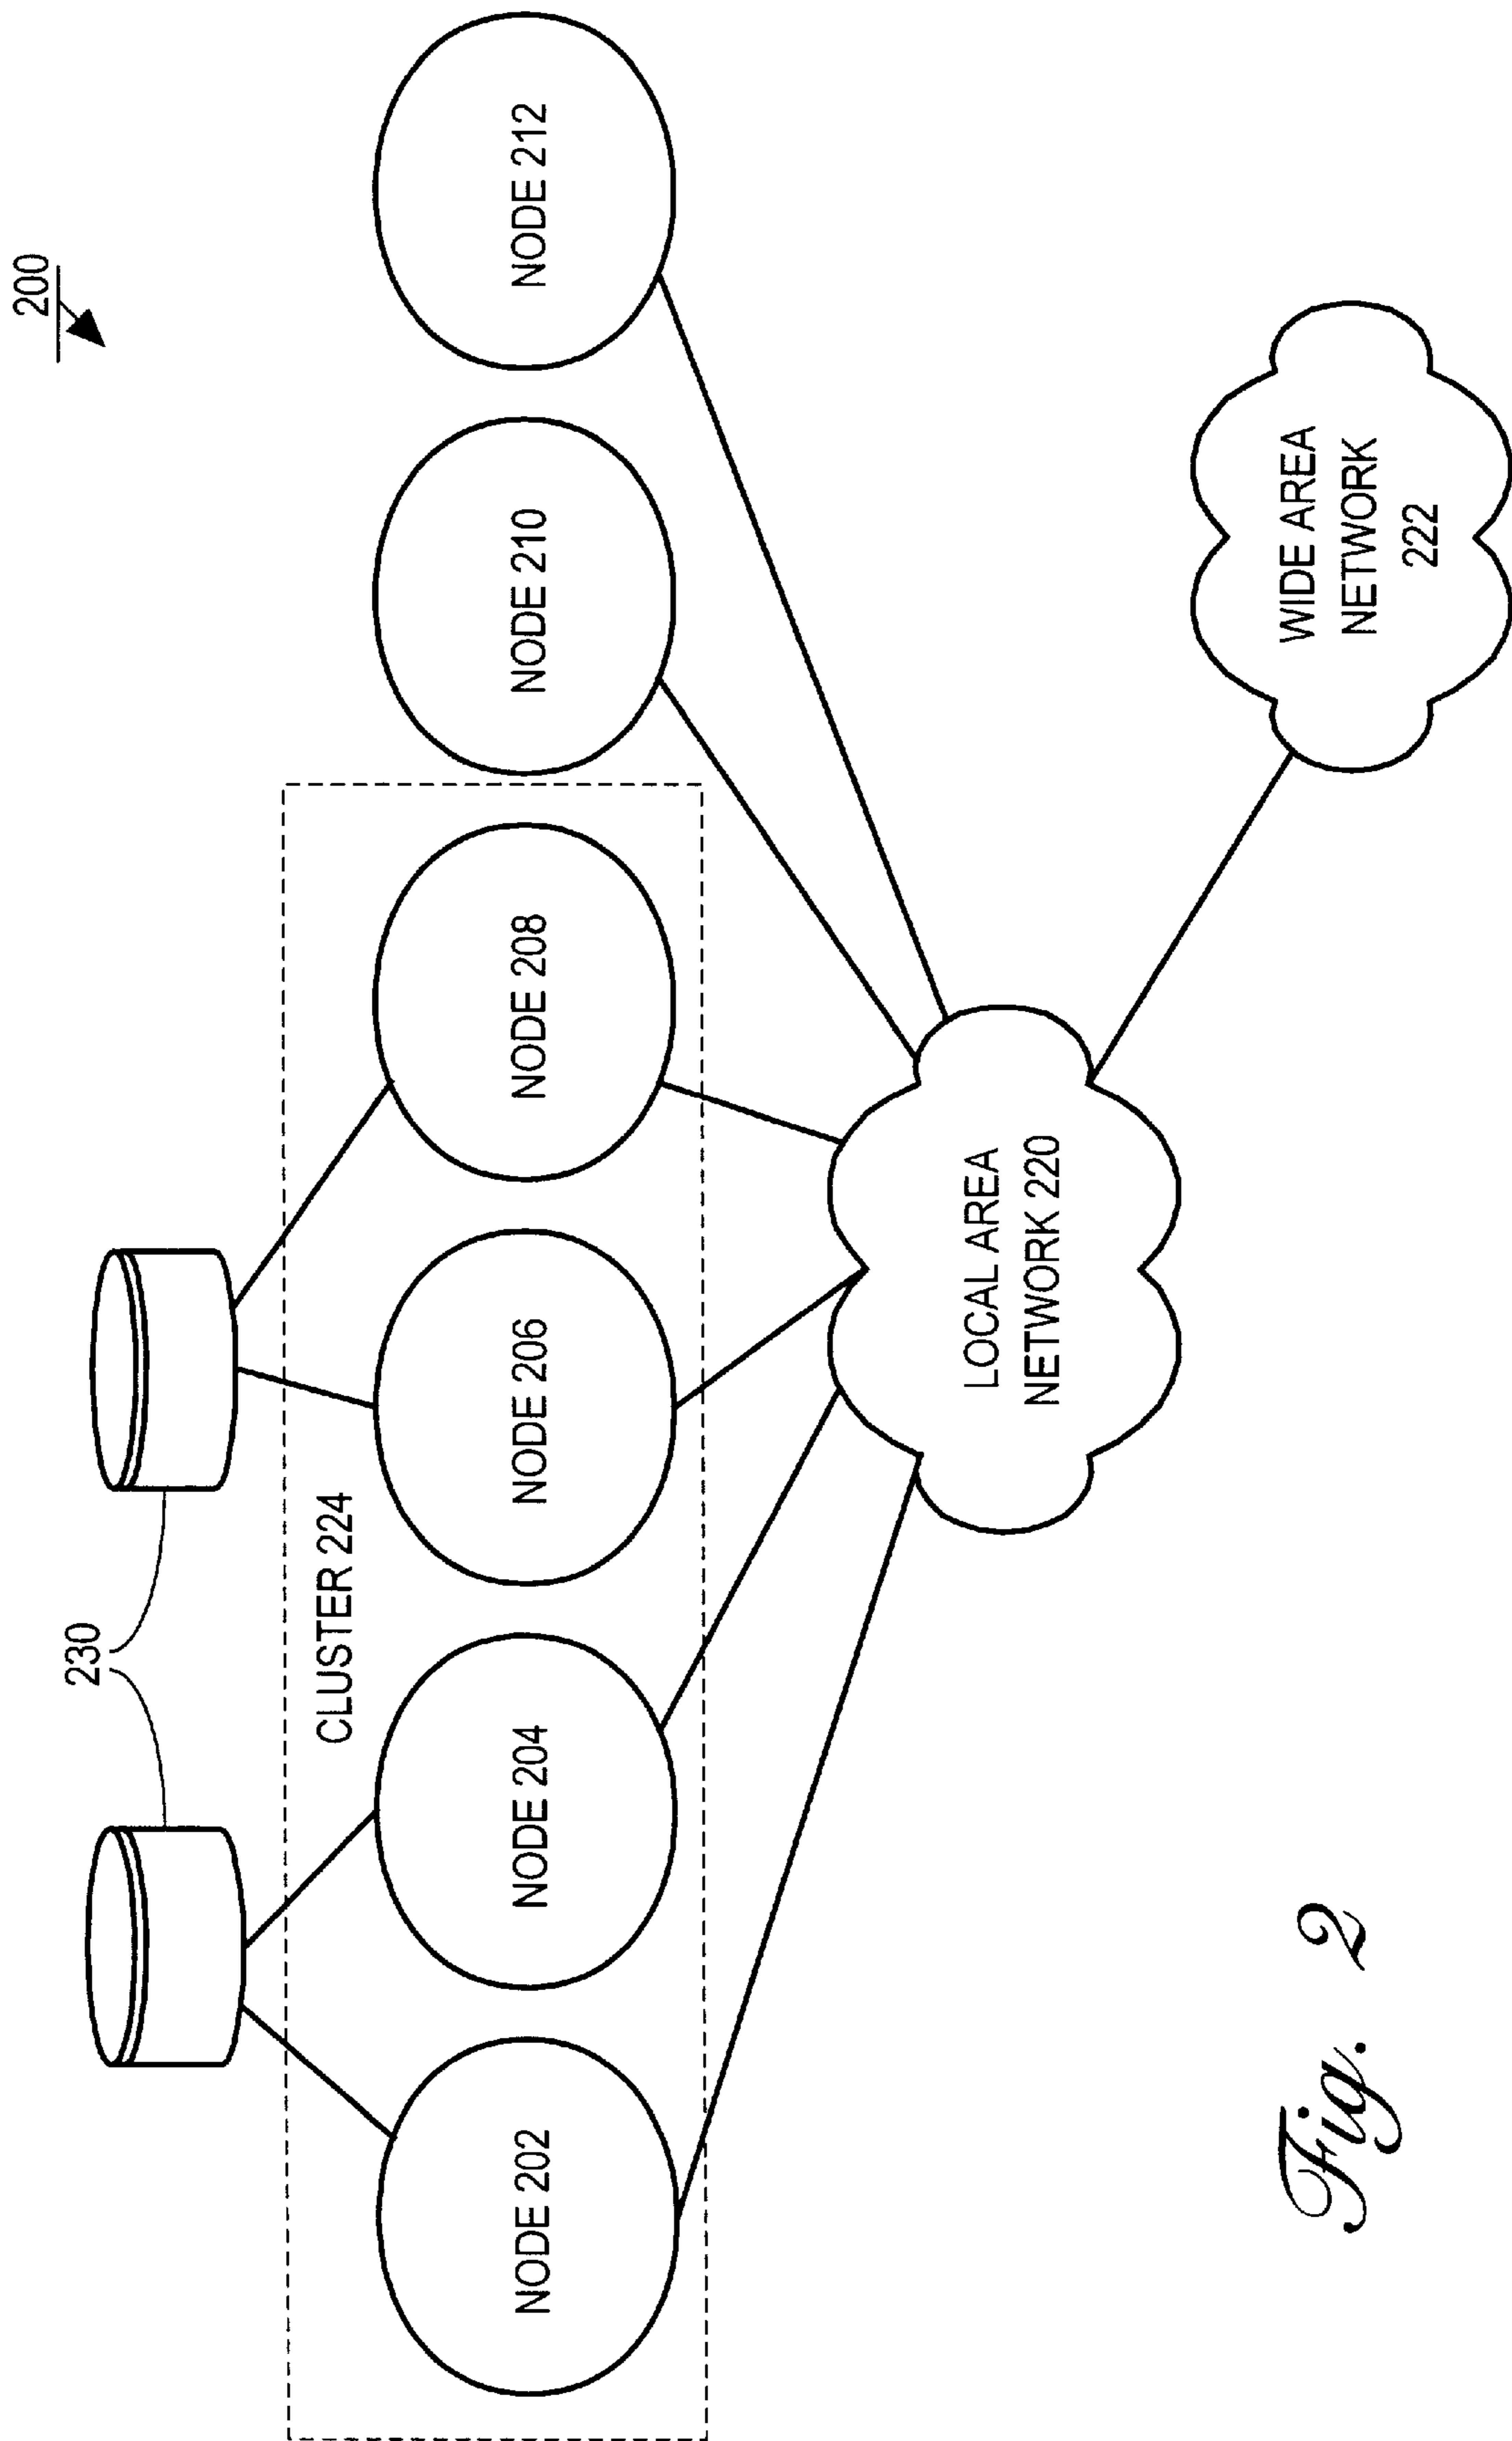 200
230
CLUSTER 224
NODE 202
NODE 204
NODE 206
NODE 208
NODE 210
NODE 212
LOCAL AREA
NETWORK 220
WIDE AREA
NETWORK
222
Fig. 2